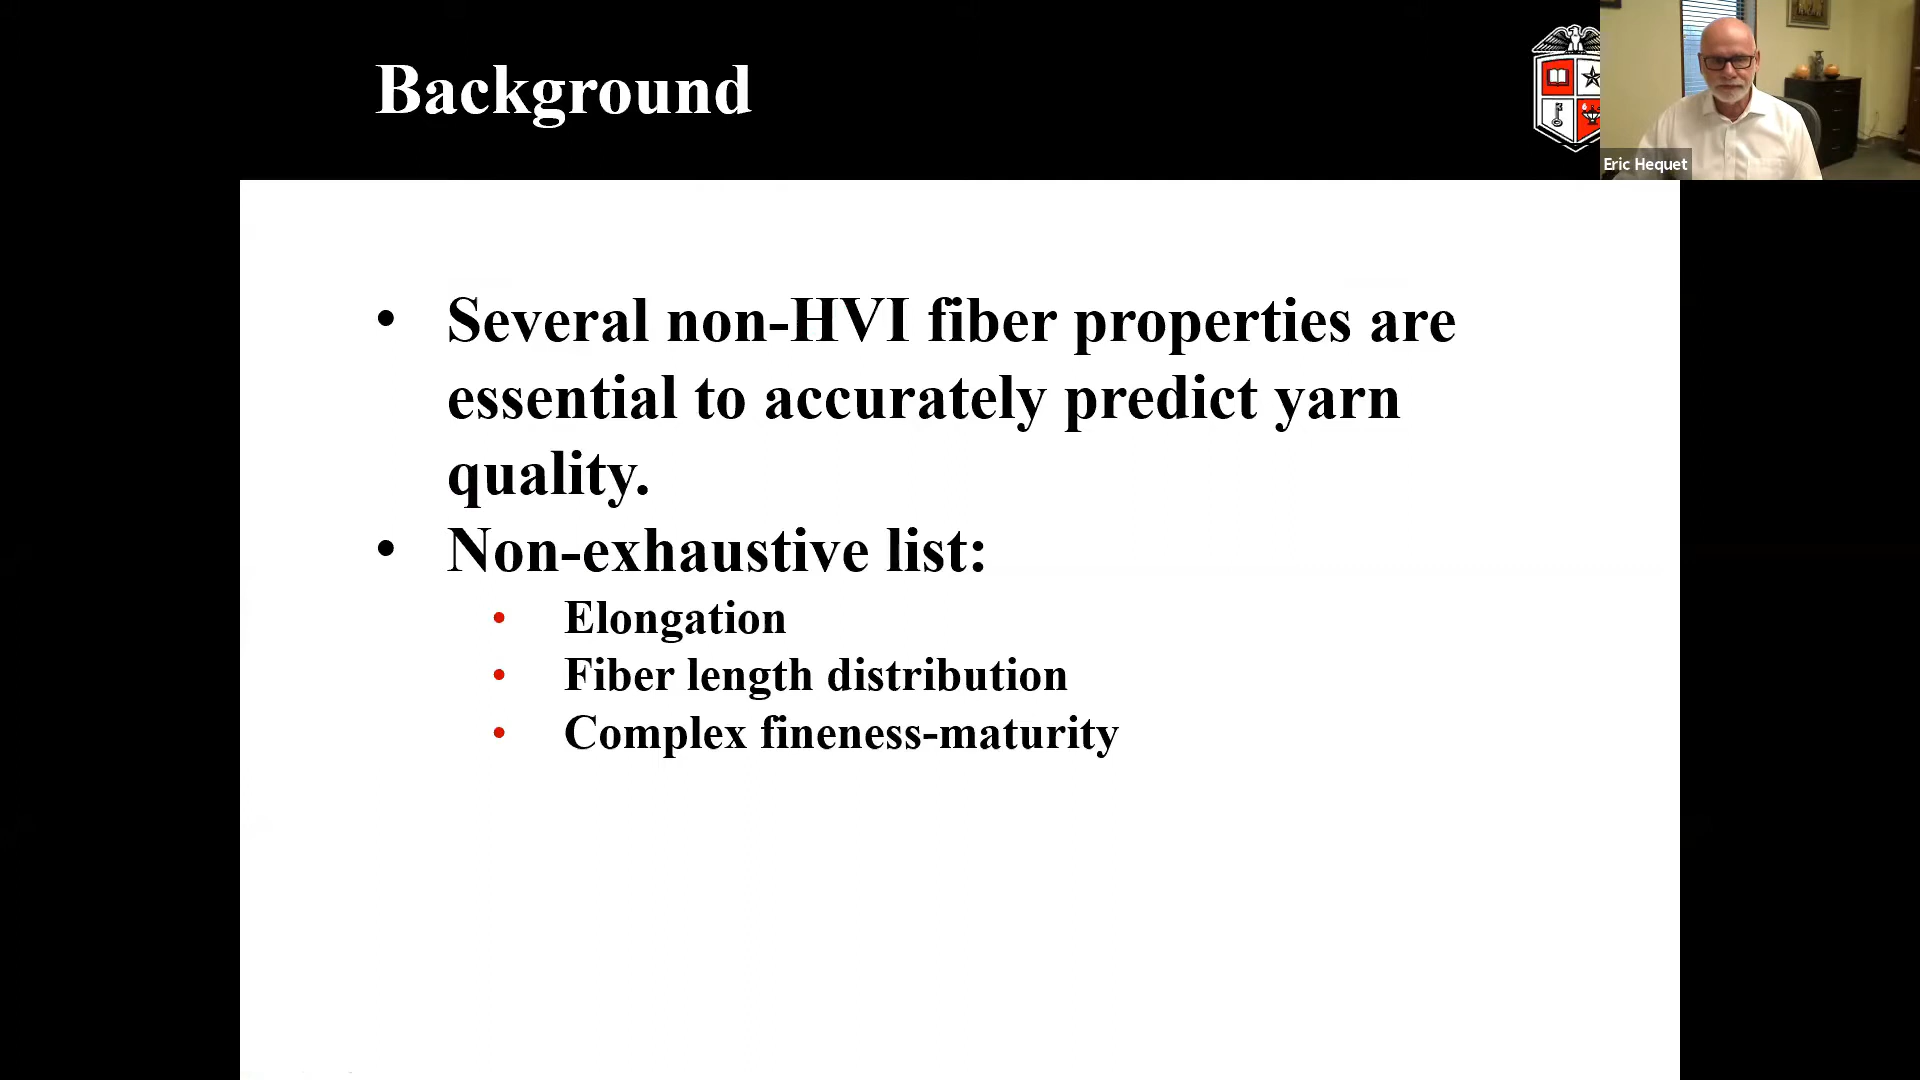 Background
Eric Hequet
• Several non-HVI fiber properties are
essential to accurately predict yarn
quality.
• Non-exhaustive list:
• Elongation
• Fiber length distribution
• Complex fineness-maturity